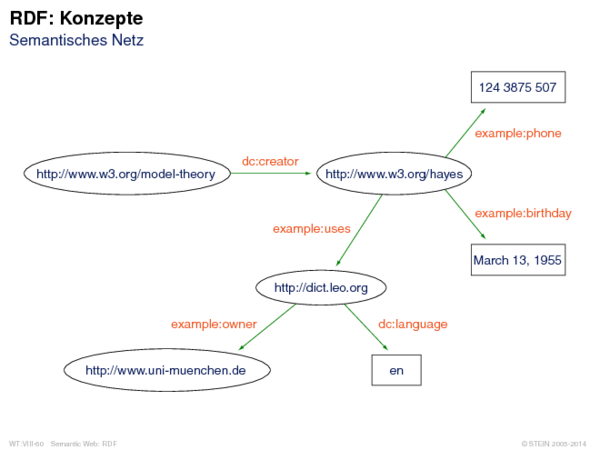 RDF: Konzepte
Semantisches Netz
124 3875 507
example:phone
dc:creator
http://www.w3.org/model-theory
http://www.w3.org/hayes
example:birthday
example:uses
March 13, 1955
http://dict.leo.org
example:owner
dc:language
http://www.uni-muenchen.de
en
WT:VIII-60 Semantic Web: RDF
© STEIN 2005-2014